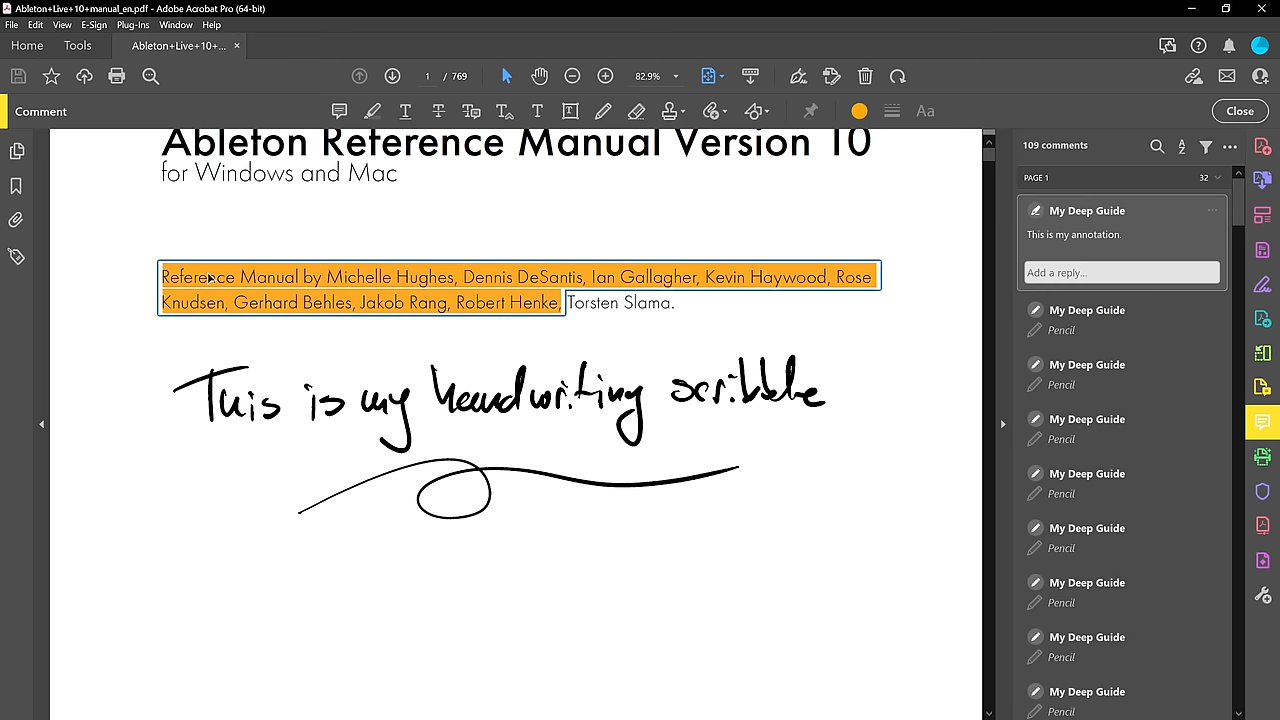 Ableton+Live+10+manual_en.pdf - Adobe Acrobat Pro (64-bit)
File Edit View E-Sign Plug-Ins Window Help
Home Tools Ableton+Live+10+... ×
1 / 769 82.9%
Comment Aa Close
Ableton Reference Manual Version 10
for Windows and Mac
Reference Manual by Michelle Hughes, Dennis DeSantis, Ian Gallagher, Kevin Haywood, Rose
Knudsen, Gerhard Behles, Jakob Rang, Robert Henke, Torsten Slama.
This is my handwriting scribble
109 comments
PAGE 1 32
My Deep Guide
This is my annotation.
Add a reply...
My Deep Guide
Pencil
My Deep Guide
Pencil
My Deep Guide
Pencil
My Deep Guide
Pencil
My Deep Guide
Pencil
My Deep Guide
Pencil
My Deep Guide
Pencil
My Deep Guide
Pencil